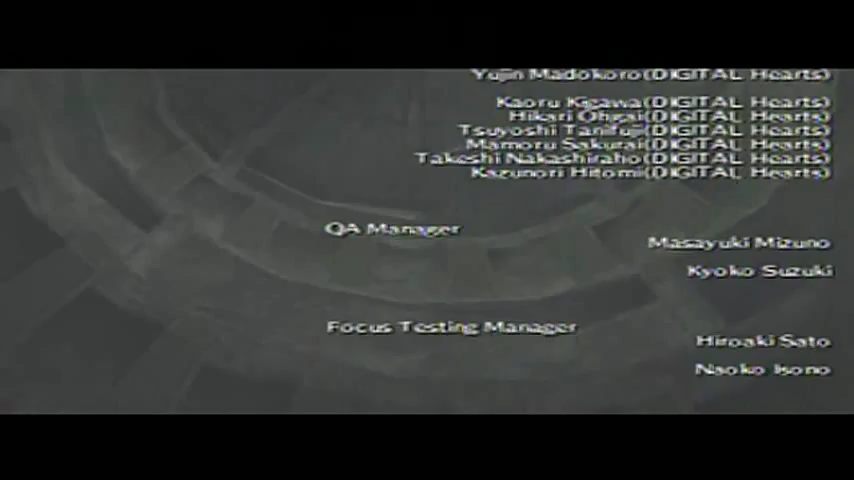 Yujin Madokoro(DIGITAL Hearts)
Kaoru Kigawa(DIGITAL Hearts)
Hikari Ohgai(DIGITAL Hearts)
Tsuyoshi Tanifuji(DIGITAL Hearts)
Mamoru Sakurai(DIGITAL Hearts)
Takeshi Nakashiraho(DIGITAL Hearts)
Kazunori Hitomi(DIGITAL Hearts)
QA Manager
Masayuki Mizuno
Kyoko Suzuki
Focus Testing Manager
Hiroaki Sato
Naoko Isono